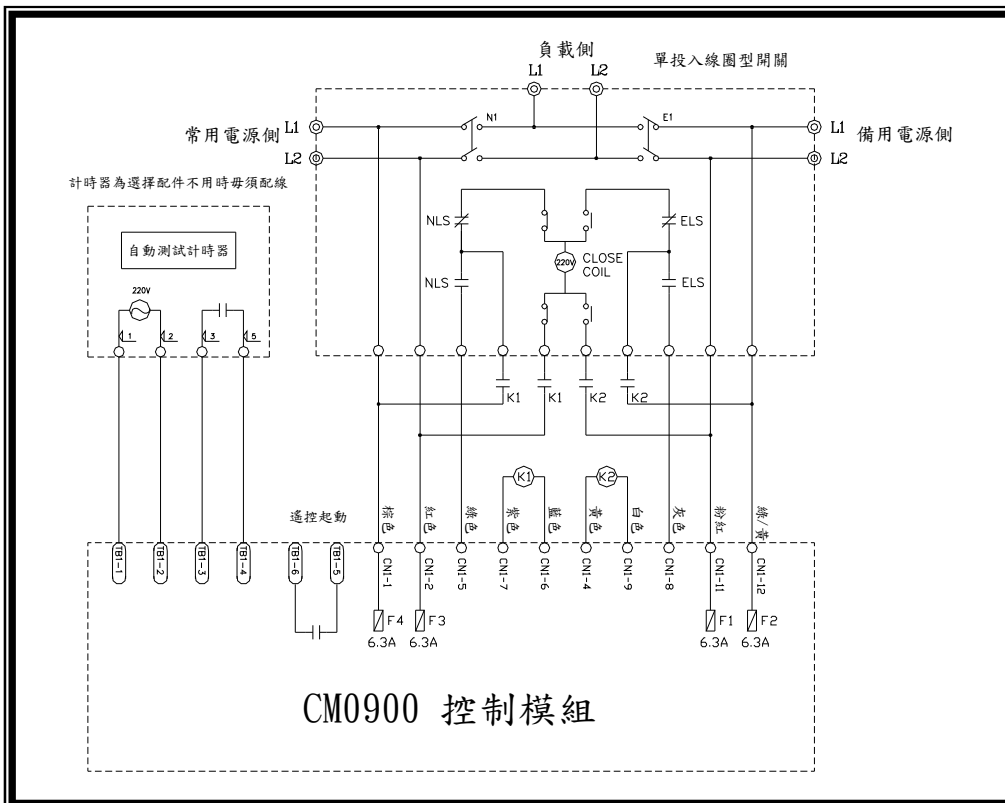 負載側
單投入線圈型開關
L1 L2
常用電源側 L1
L2
N1
E1
L1 備用電源側
L2
計時器為選擇配件不用時毋須配線
自動測試計時器
220V
1 2 3 5
NLS
ELS
220V CLOSE
COIL
NLS
ELS
K1 K1 K2 K2
K1 K2
遙控起動
棕色 紅色 綠色 紫色 藍色 黃色 白色 灰色 粉紅 綠/黃
TB1-1 TB1-2 TB1-3 TB1-4 TB1-6 TB1-5 CN1-1 CN1-2 CN1-5 CN1-7 CN1-6 CN1-4 CN1-9 CN1-8 CN1-11 CN1-12
F4 F3 F1 F2
6.3A 6.3A 6.3A 6.3A
CM0900 控制模組